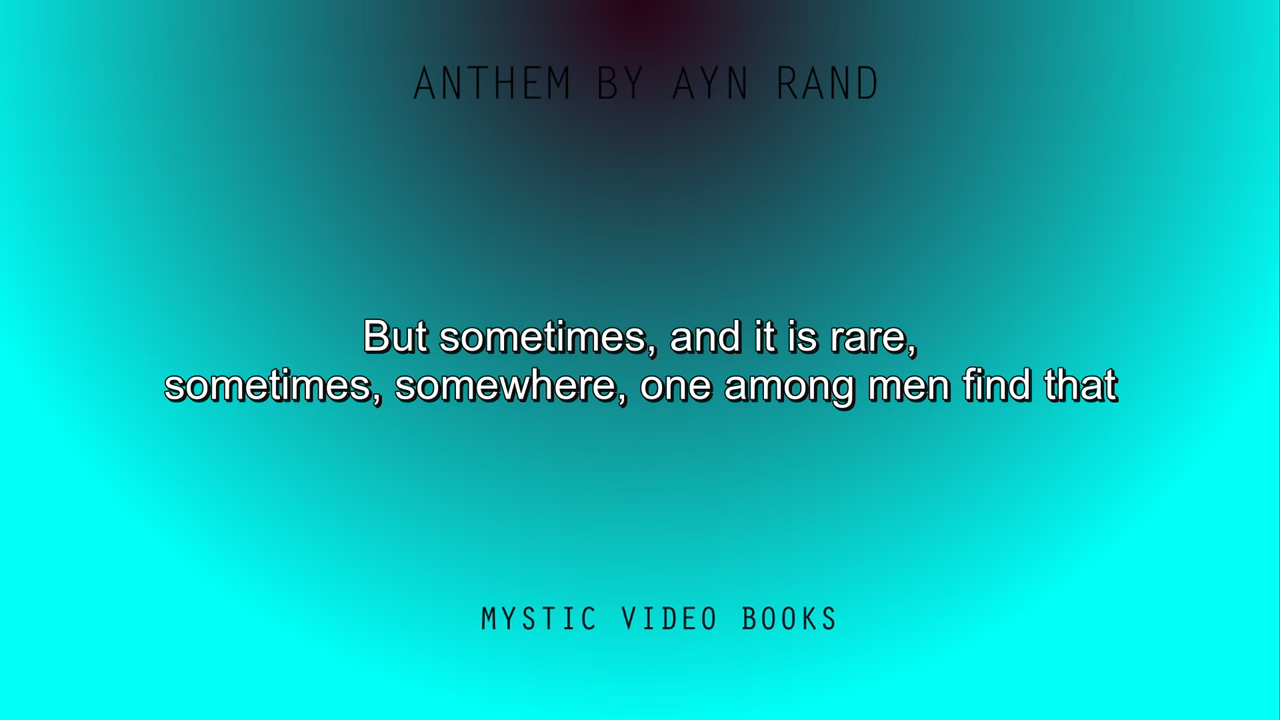 ANTHEM BY AYN RAND
But sometimes, and it is rare,
sometimes, somewhere, one among men find that
MYSTIC VIDEO BOOKS